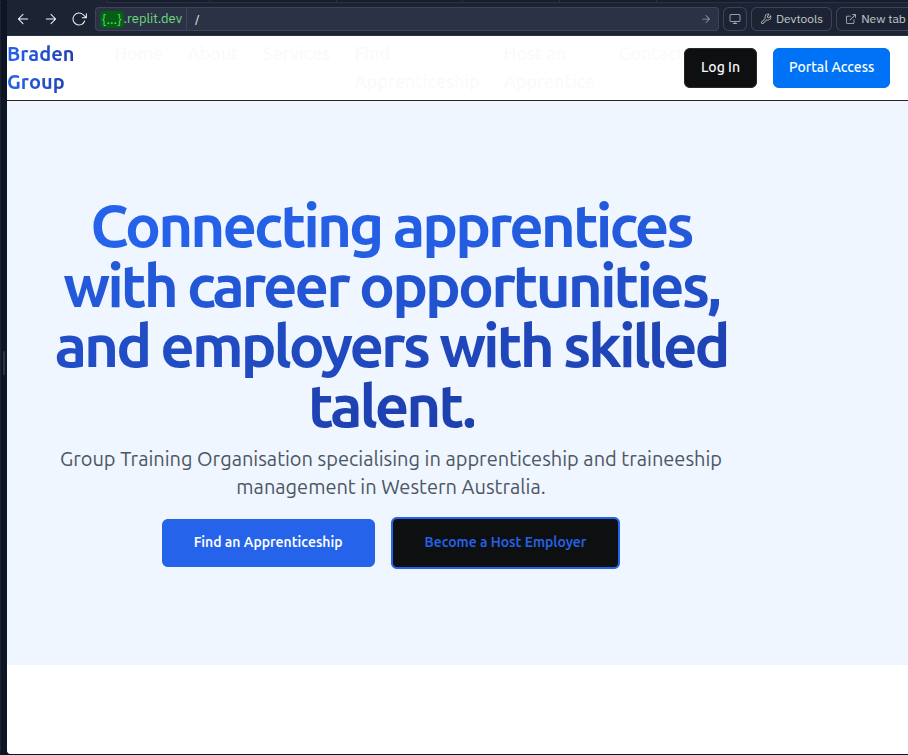 {...}.replit.dev /
Devtools
New tab
Braden Group
Home
About
Services
Find Apprenticeship
Host an Apprentice
Contact
Log In
Portal Access
Connecting apprentices
with career opportunities,
and employers with skilled
talent.
Group Training Organisation specialising in apprenticeship and traineeship
management in Western Australia.
Find an Apprenticeship
Become a Host Employer